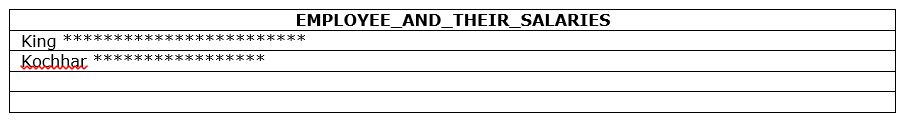 EMPLOYEE_AND_THEIR_SALARIES
King ************************
Kochhar *****************